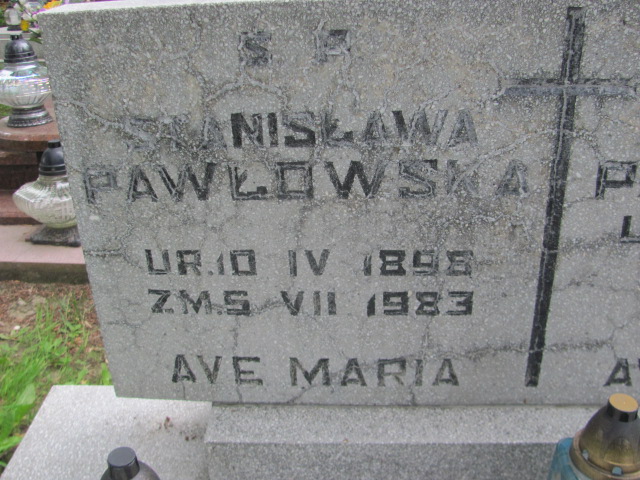 S P
STANISŁAWA
PAWŁOWSKA
UR.10 IV 1898
ZM.5 VII 1983
AVE MARIA